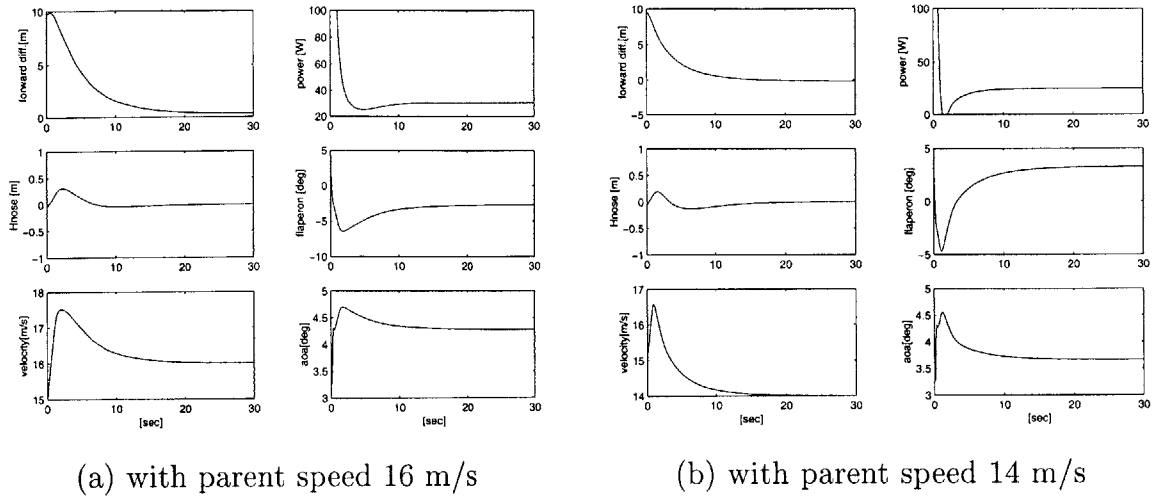 forward diff.[m]
10
5
0
0 10 20 30
power [W]
100
80
60
40
20
0 10 20 30
Hnose [m]
1
0.5
0
−0.5
−1
0 10 20 30
flaperon [deg]
5
0
−5
−10
0 10 20 30
velocity[m/s]
18
17
16
15
0 10 20 30
[sec]
aoa[deg]
5
4.5
4
3.5
3
0 10 20 30
[sec]
(a) with parent speed 16 m/s
forward diff.[m]
10
5
0
−5
0 10 20 30
power [W]
100
50
0
0 10 20 30
Hnose [m]
1
0.5
0
−0.5
−1
0 10 20 30
flaperon [deg]
5
0
−5
0 10 20 30
velocity[m/s]
17
16
15
14
0 10 20 30
[sec]
aoa[deg]
5
4.5
4
3.5
3
0 10 20 30
[sec]
(b) with parent speed 14 m/s